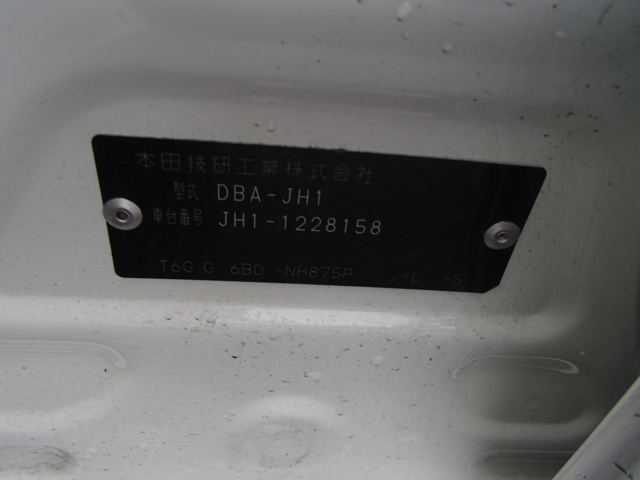 本田技研工業株式会社
型式 DBA-JH1
車台番号 JH1-1228158
T6G G 6B0 -NH875P -L -S